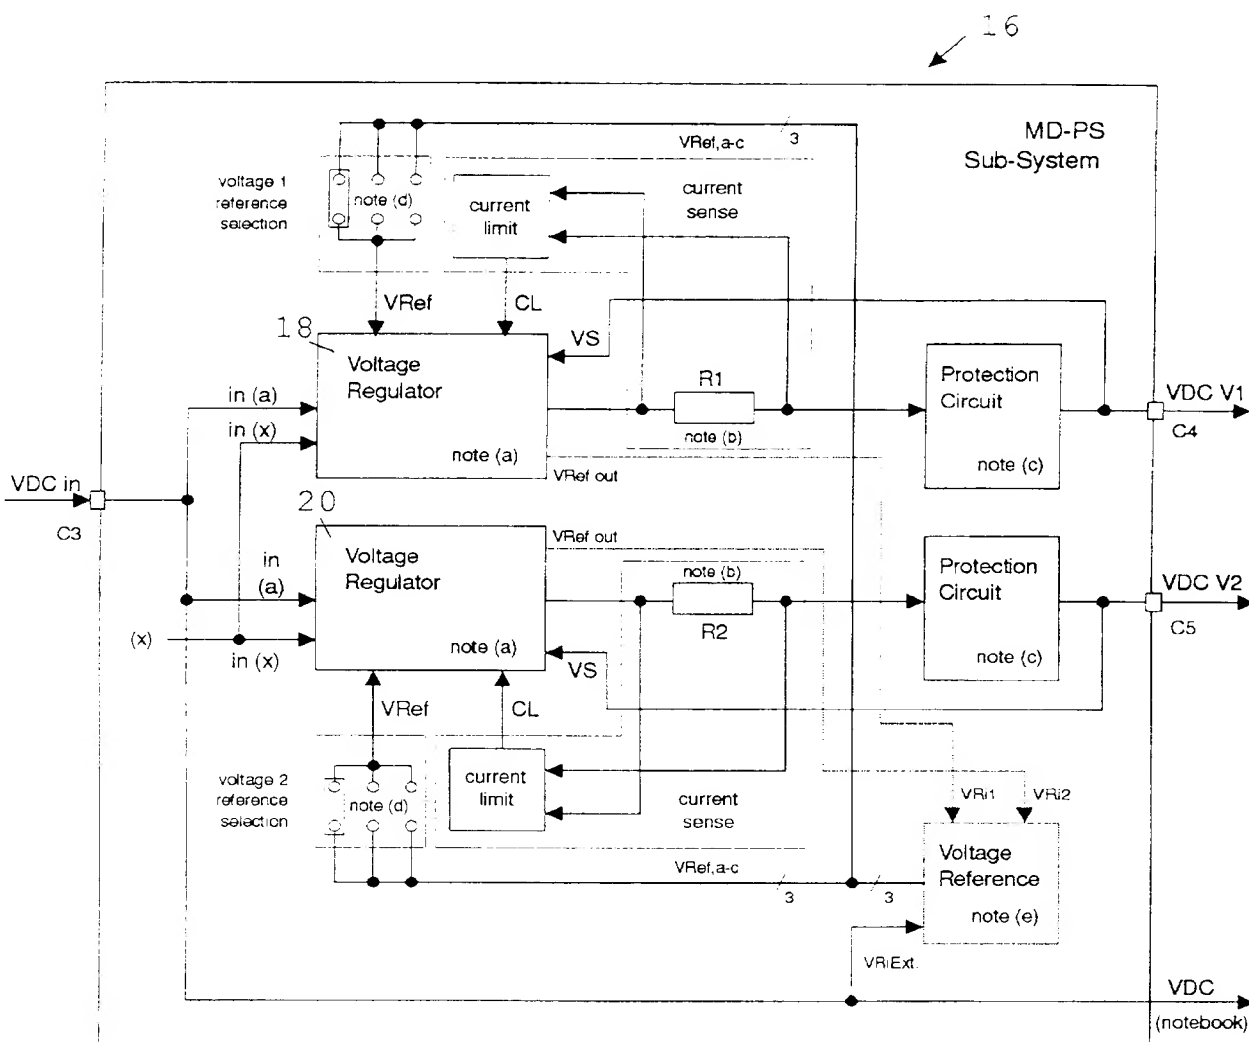 16
MD-PS
Sub-System
VRef,a-c
3
voltage 1
reference
selection
note (d)
current
limit
current
sense
VRef
CL
18
VS
Voltage
Regulator
note (a)
R1
note (b)
Protection
Circuit
note (c)
VDC V1
C4
in (a)
in (x)
VRef out
VDC in
C3
20
VRef out
in
(a)
Voltage
Regulator
note (a)
note (b)
R2
Protection
Circuit
note (c)
VDC V2
C5
(x)
in (x)
VS
VRef
CL
voltage 2
reference
selection
note (d)
current
limit
current
sense
VRi1
VRi2
Voltage
Reference
note (e)
VRef,a-c
3
3
VRiExt.
VDC
(notebook)